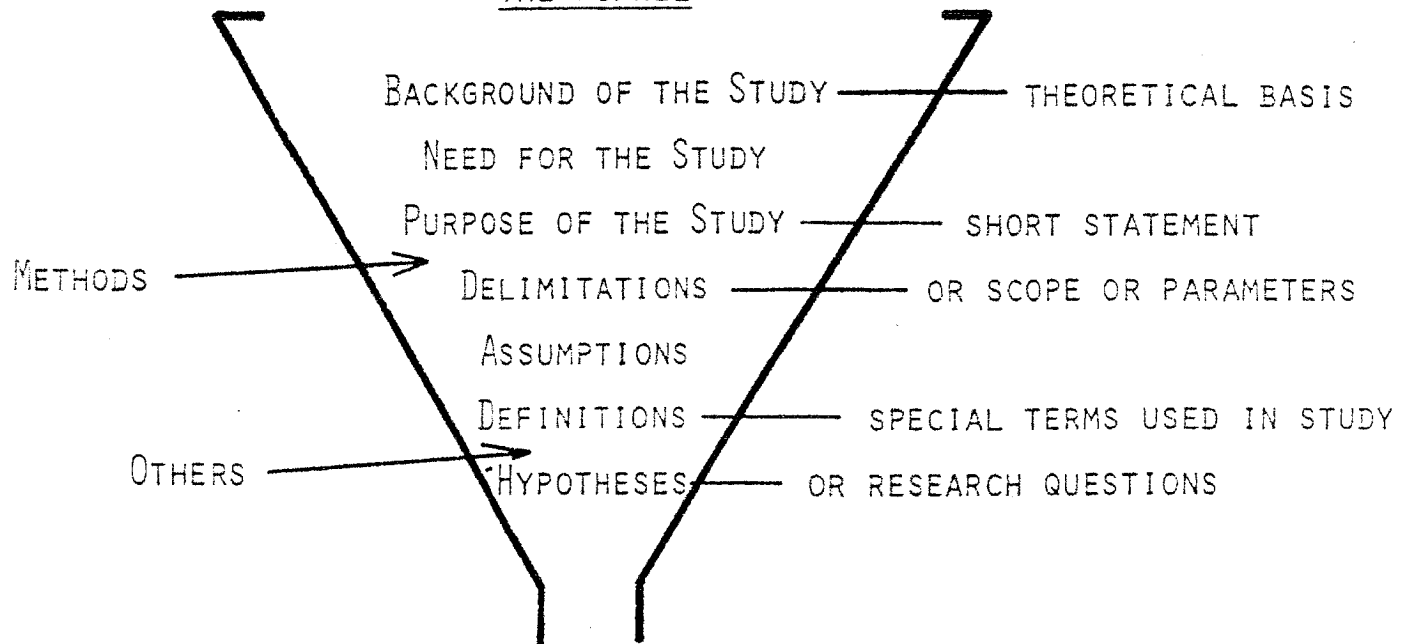 BACKGROUND OF THE STUDY — THEORETICAL BASIS
NEED FOR THE STUDY
PURPOSE OF THE STUDY — SHORT STATEMENT
METHODS
DELIMITATIONS — OR SCOPE OR PARAMETERS
ASSUMPTIONS
DEFINITIONS — SPECIAL TERMS USED IN STUDY
OTHERS
HYPOTHESES — OR RESEARCH QUESTIONS